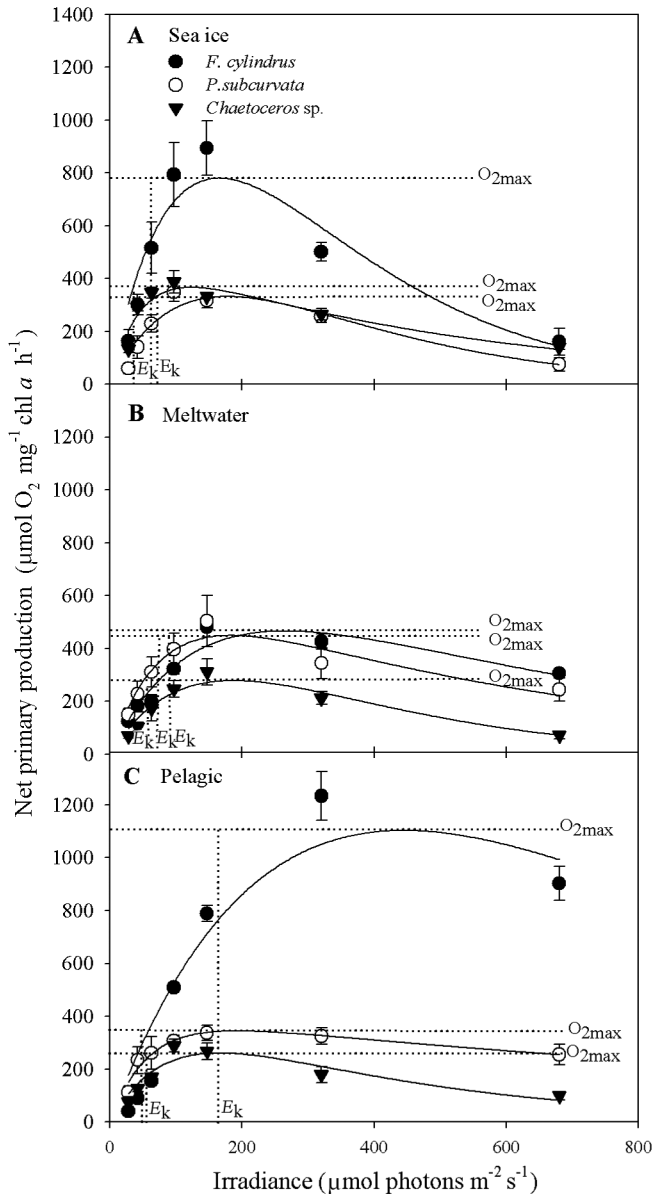 Net primary production (µmol O2 mg-1 chl a h-1)
1400
1200
1000
800
600
400
200
0
A Sea ice
F. cylindrus
P.subcurvata
Chaetoceros sp.
O2max
O2max
O2max
Ek
Ek
1200
1000
800
600
400
200
0
B Meltwater
O2max
O2max
O2max
Ek
Ek
Ek
1200
1000
800
600
400
200
0
C Pelagic
O2max
O2max
O2max
Ek
Ek
0 200 400 600 800
Irradiance (µmol photons m-2 s-1)